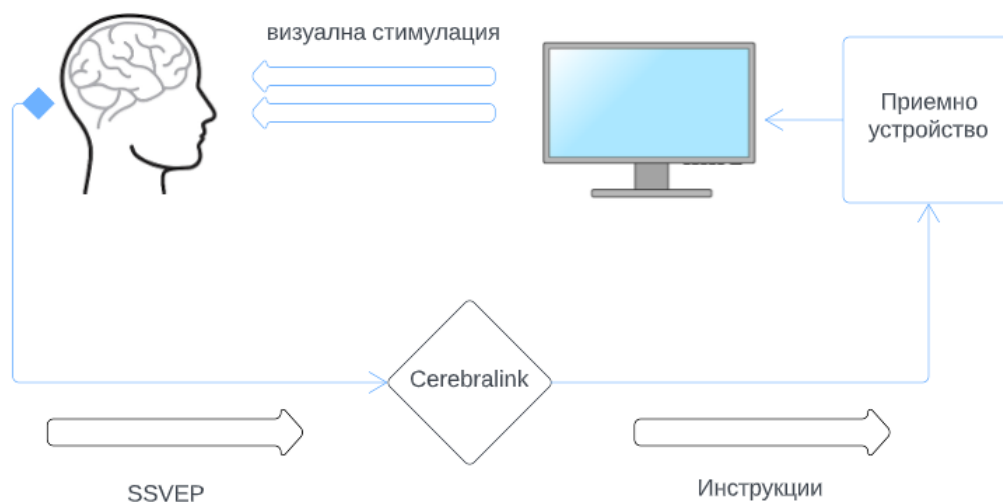 визуална стимулация
Приемно
устройство
Cerebralink
SSVEP
Инструкции